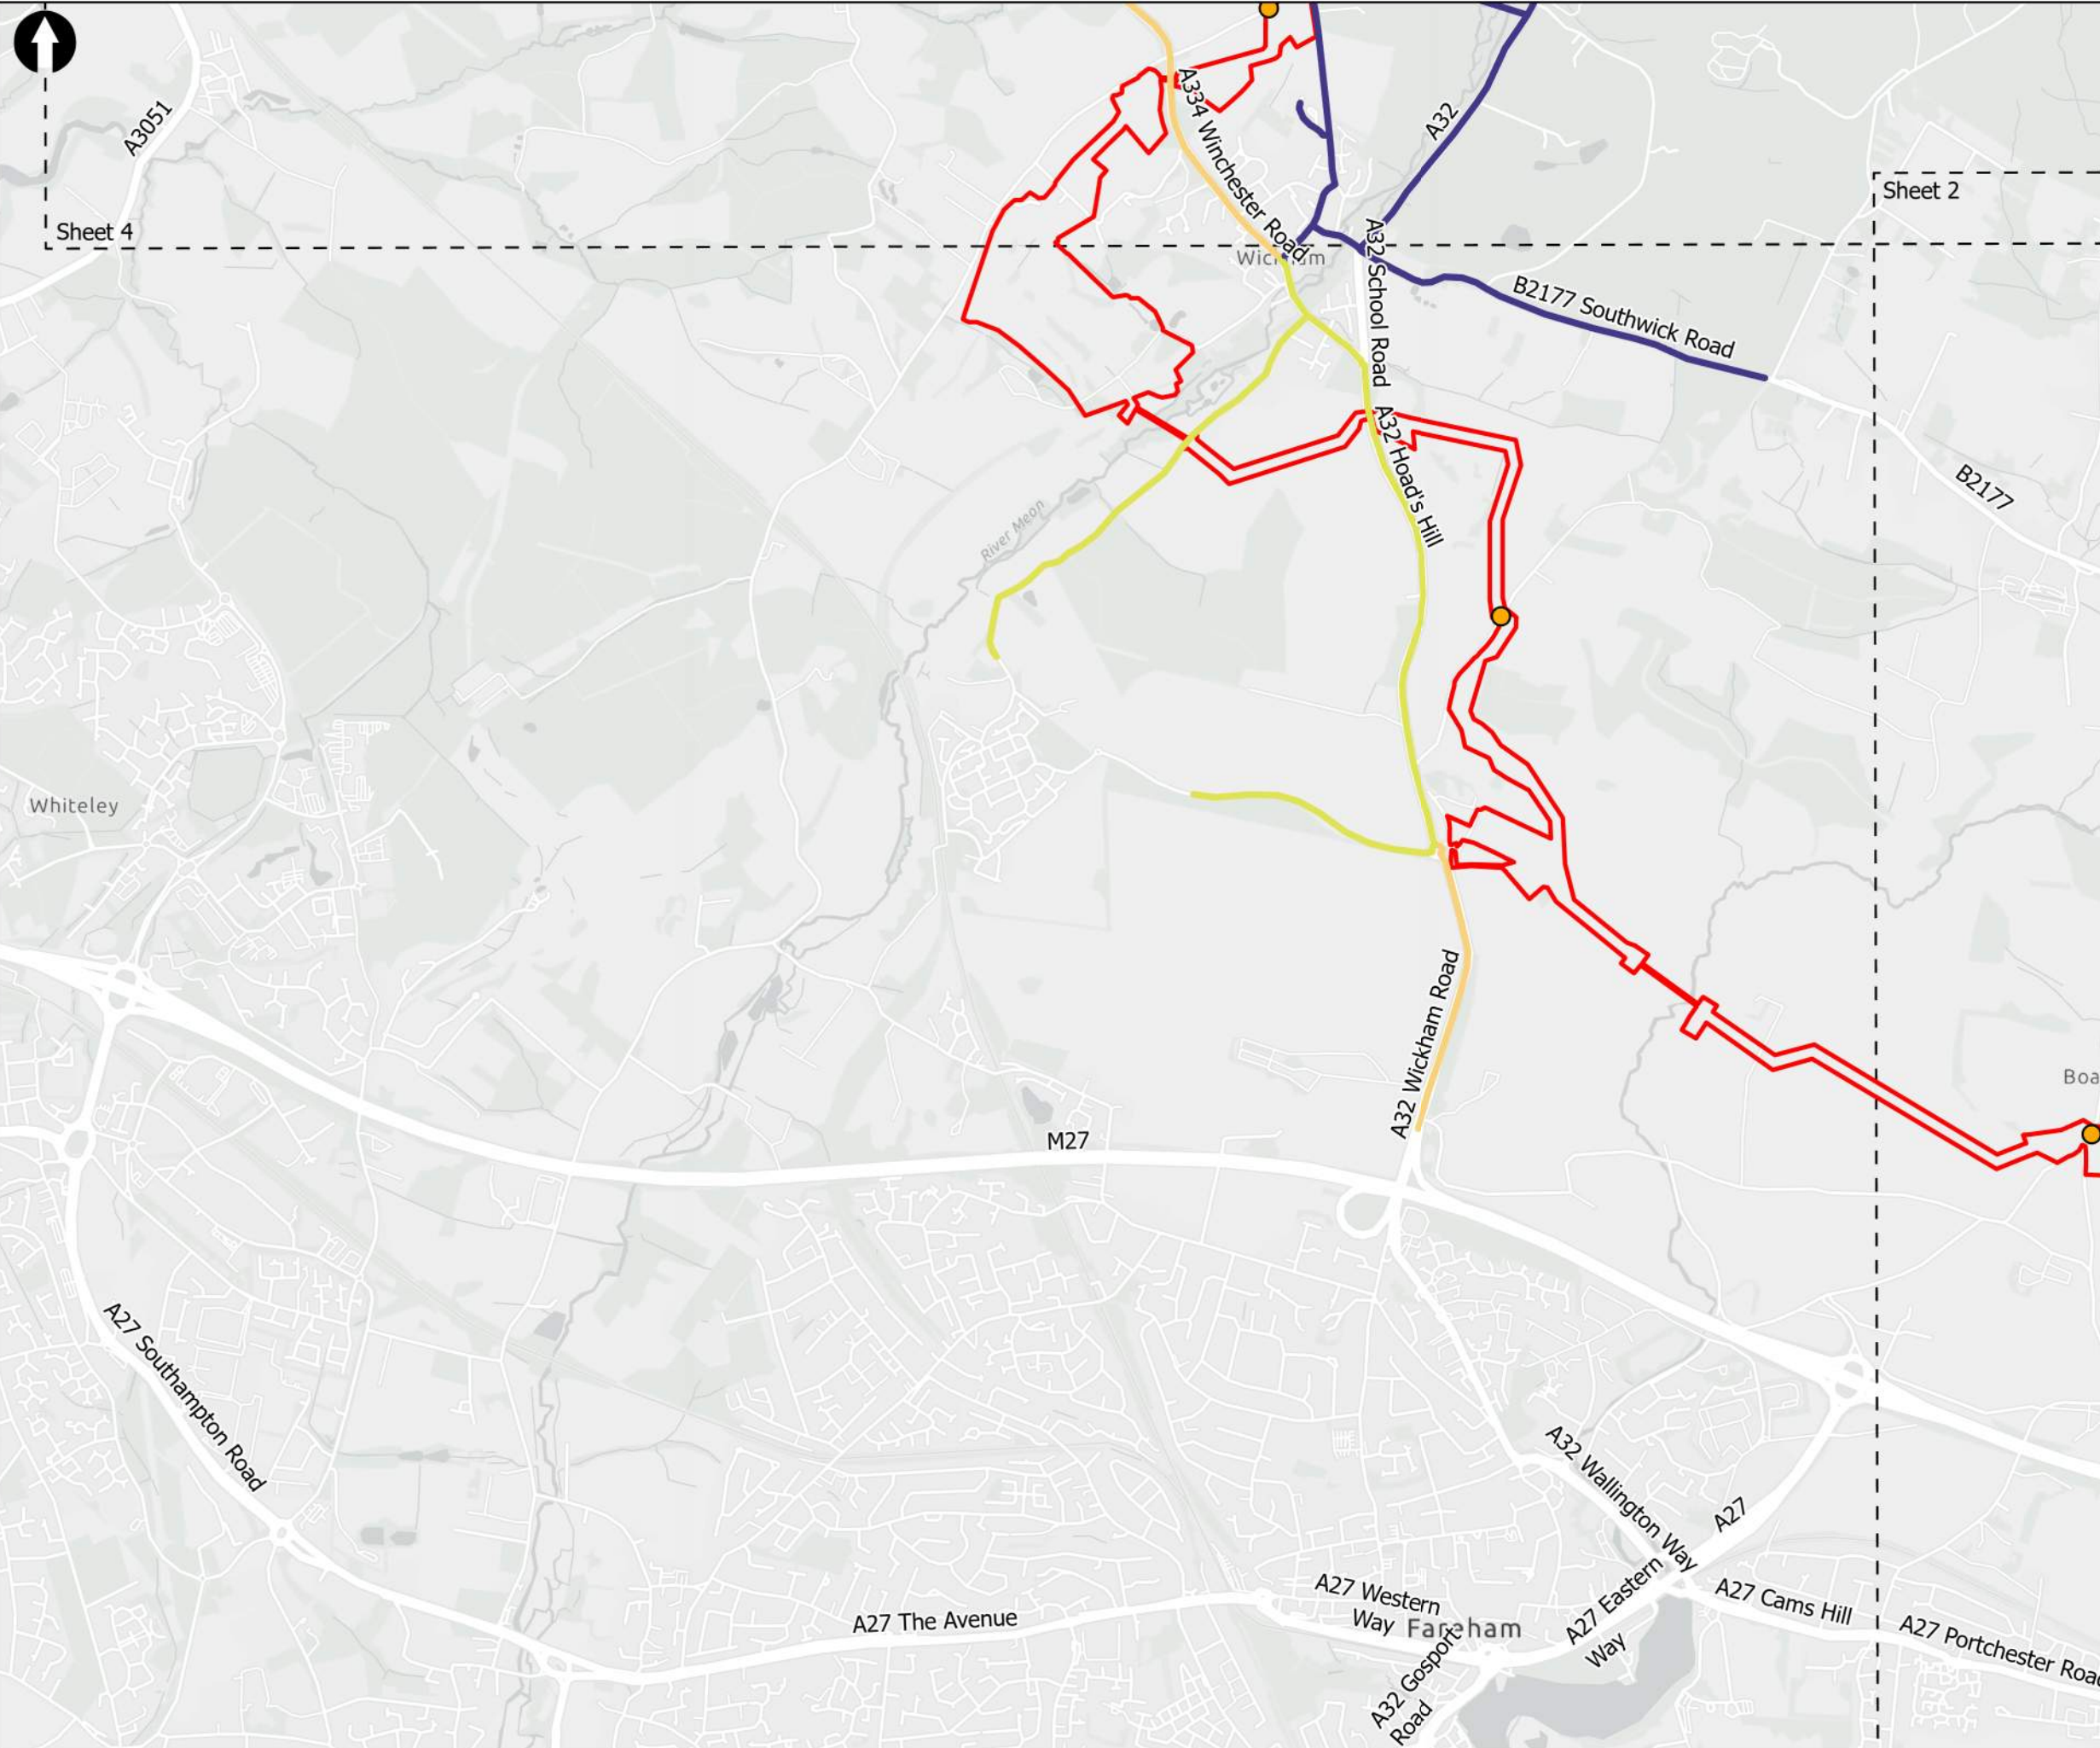 A3051
A334 Winchester Road
A32
Sheet 2
Sheet 4
Wickham
A32 School Road
B2177 Southwick Road
A32 Hoad's Hill
B2177
River Meon
Whiteley
A32 Wickham Road
Boa
M27
A27 Southampton Road
A32 Wallington Way
A27
A27 The Avenue
A27 Western
Way
Fareham
A27 Eastern
Way
A27 Cams Hill
A27 Portchester Roa
A32 Gosport
Road